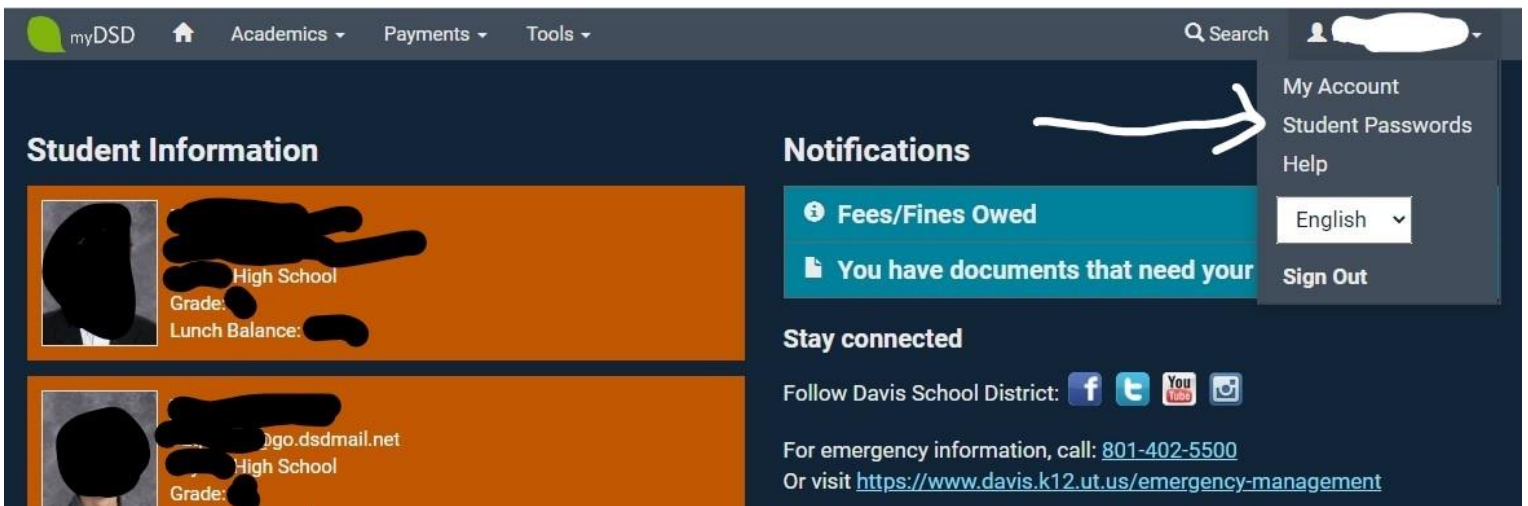 myDSD Academics Payments Tools Search
My Account
Student Passwords
Help
English
Sign Out
Student Information
High School
Grade:
Lunch Balance:
@go.dsdmail.net
High School
Grade:
Notifications
Fees/Fines Owed
You have documents that need your
Stay connected
Follow Davis School District: f t You Tube
For emergency information, call: 801-402-5500
Or visit https://www.davis.k12.ut.us/emergency-management